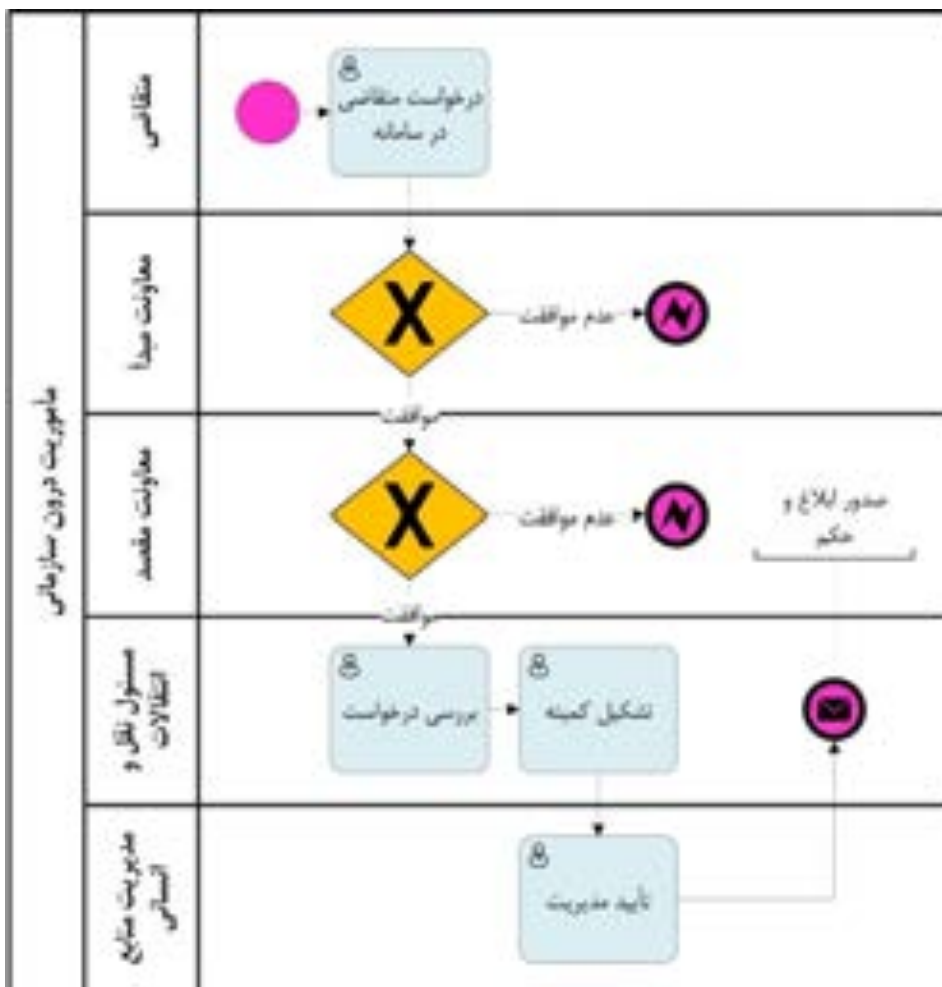 مأموریت درون سازمانی
متقاضی
درخواست متقاضی
در سامانه
معاونت مبدا
عدم موافقت
موافقت
معاونت مقصد
عدم موافقت
صدور ابلاغ و
حکم
موافقت
مسئول نقل و
انتقالات
بررسی درخواست
تشکیل کمیته
مدیریت منابع
انسانی
تأیید مدیریت